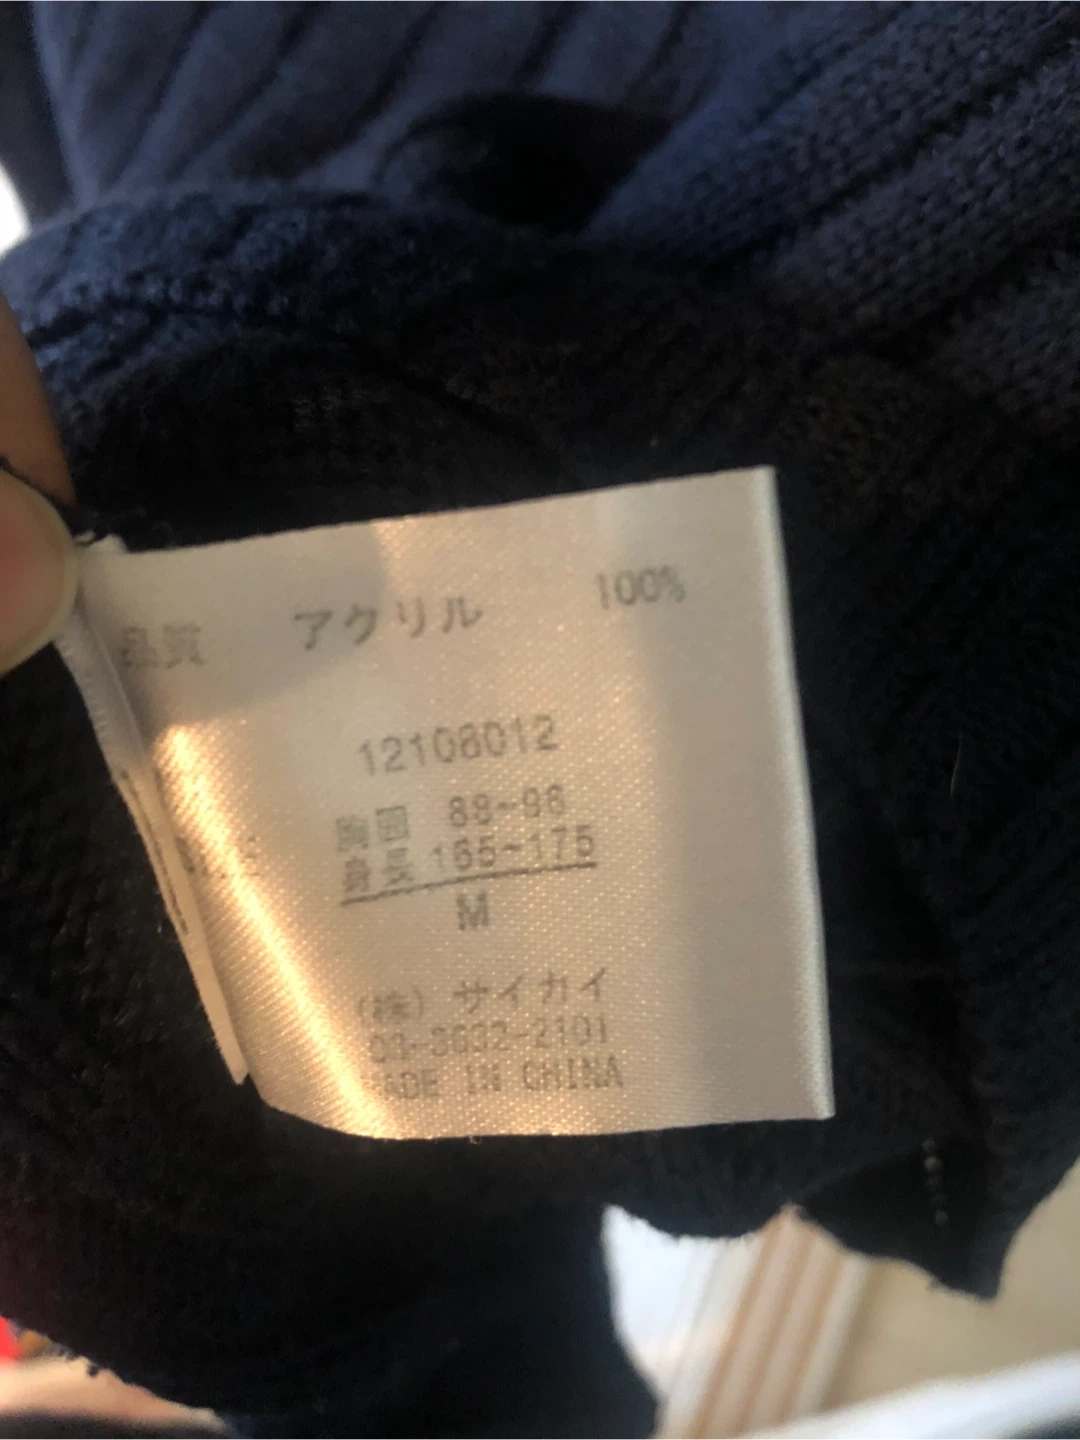 品質 アクリル 100%
12108012
胸囲 88~96
身長 165~175
M
(株) サイカイ
03-3632-2101
MADE IN CHINA